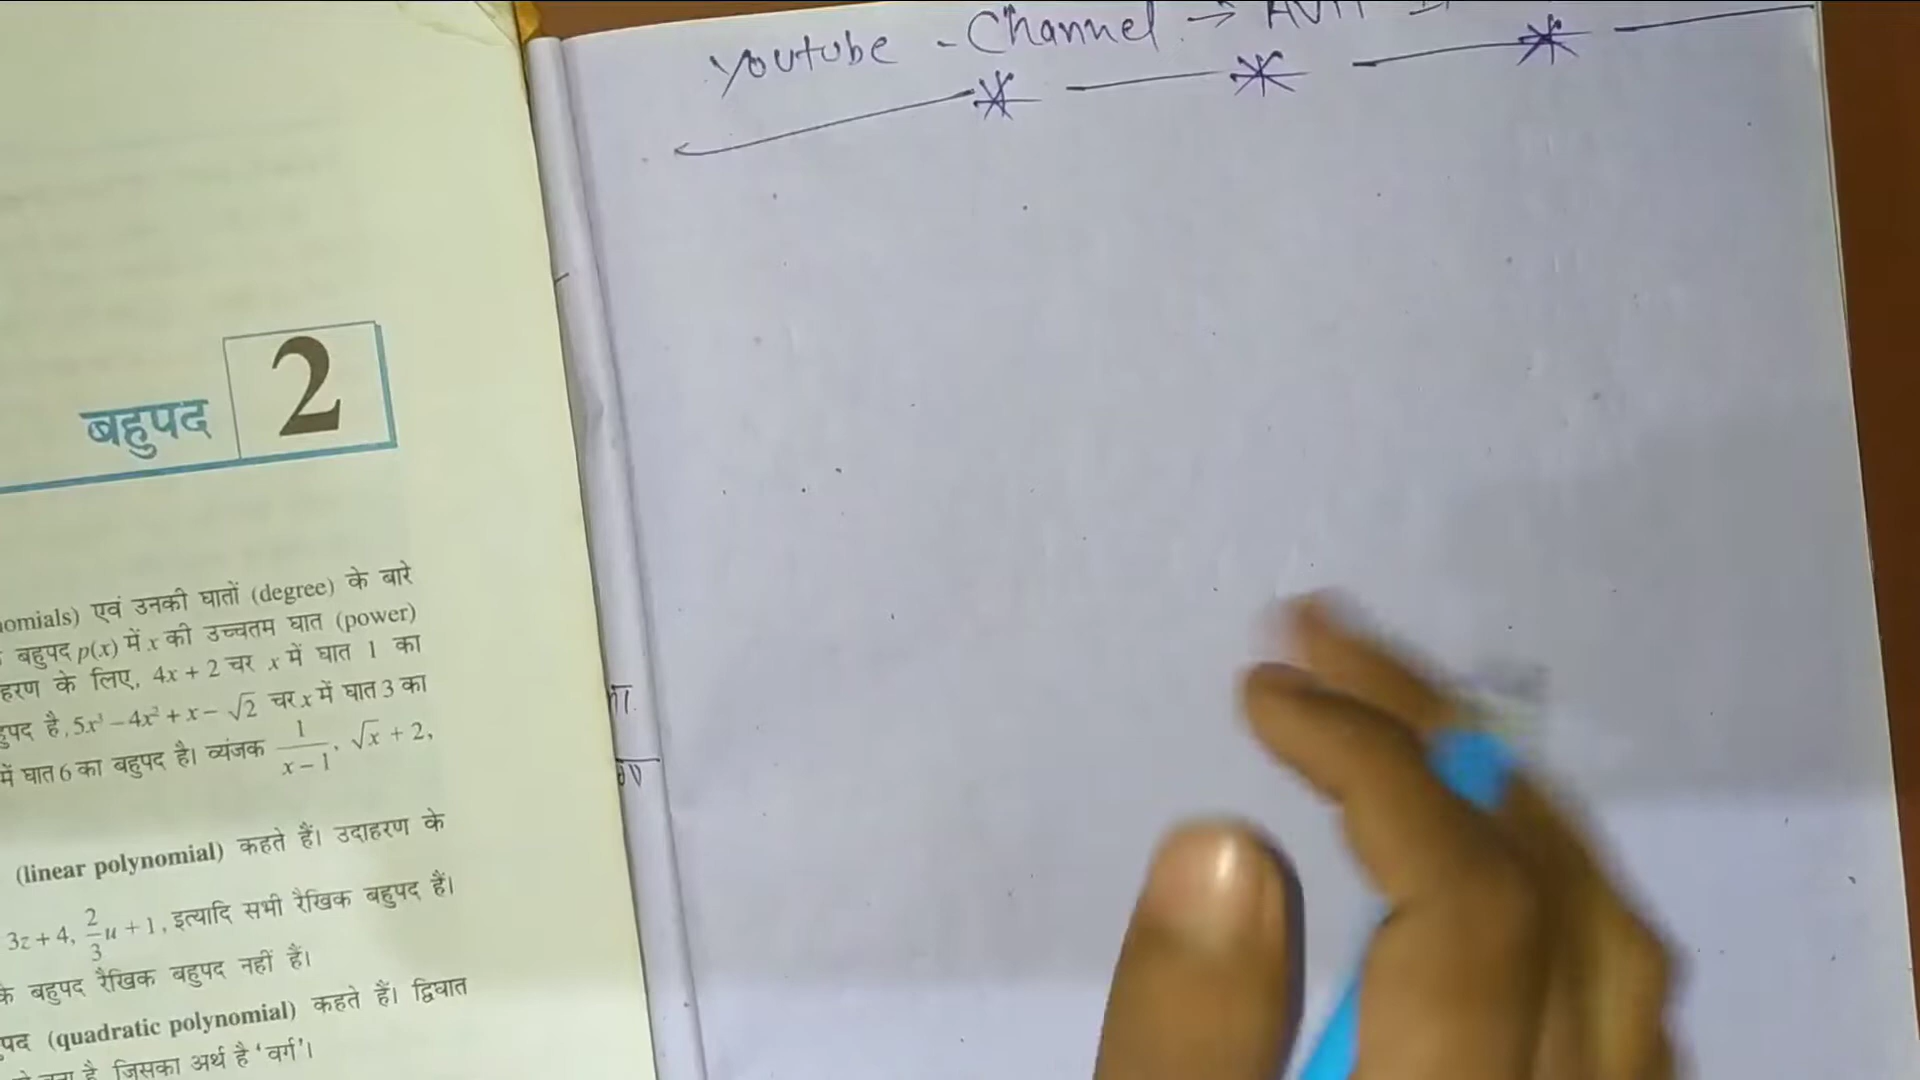 Youtube - Channel →
बहुपद 2
nomials) एवं उनकी घातों (degree) के बारे
बहुपद p(x) में x की उच्चतम घात (power)
हरण के लिए, 4x + 2 चर x में घात 1 का
हुपद है, 5x³ – 4x² + x – √2 चर x में घात 3 का
में घात 6 का बहुपद है। व्यंजक 1/(x – 1), √x + 2,
(linear polynomial) कहते हैं। उदाहरण के
3z + 4, 2/3 u + 1, इत्यादि सभी रैखिक बहुपद हैं।
के बहुपद रैखिक बहुपद नहीं हैं।
पद (quadratic polynomial) कहते हैं। द्विघात
है, जिसका अर्थ है ‘वर्ग’।